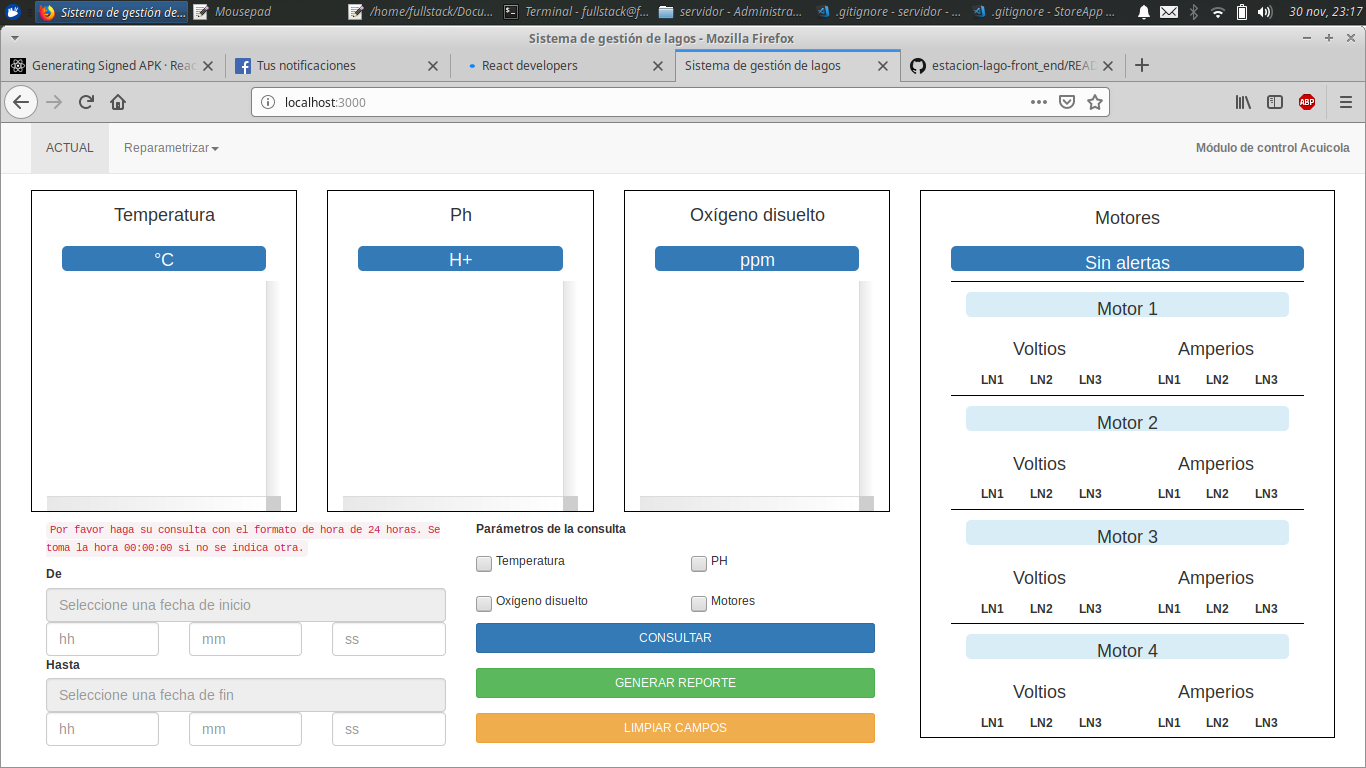 Sistema de gestión de...
Mousepad
/home/fullstack/Docu...
Terminal - fullstack@f...
servidor - Administra...
.gitignore - servidor - ...
.gitignore - StoreApp ...
30 nov, 23:17
Sistema de gestión de lagos - Mozilla Firefox
Generating Signed APK · Reac
Tus notificaciones
React developers
Sistema de gestión de lagos
estacion-lago-front_end/READ
localhost:3000
ABP
ACTUAL
Reparametrizar
Módulo de control Acuicola
Temperatura
°C
Ph
H+
Oxígeno disuelto
ppm
Motores
Sin alertas
Motor 1
Voltios Amperios
LN1 LN2 LN3 LN1 LN2 LN3
Motor 2
Voltios Amperios
LN1 LN2 LN3 LN1 LN2 LN3
Motor 3
Voltios Amperios
LN1 LN2 LN3 LN1 LN2 LN3
Motor 4
Voltios Amperios
LN1 LN2 LN3 LN1 LN2 LN3
Por favor haga su consulta con el formato de hora de 24 horas. Se
toma la hora 00:00:00 si no se indica otra.
De
Seleccione una fecha de inicio
hh mm ss
Hasta
Seleccione una fecha de fin
hh mm ss
Parámetros de la consulta
Temperatura PH
Oxígeno disuelto Motores
CONSULTAR
GENERAR REPORTE
LIMPIAR CAMPOS